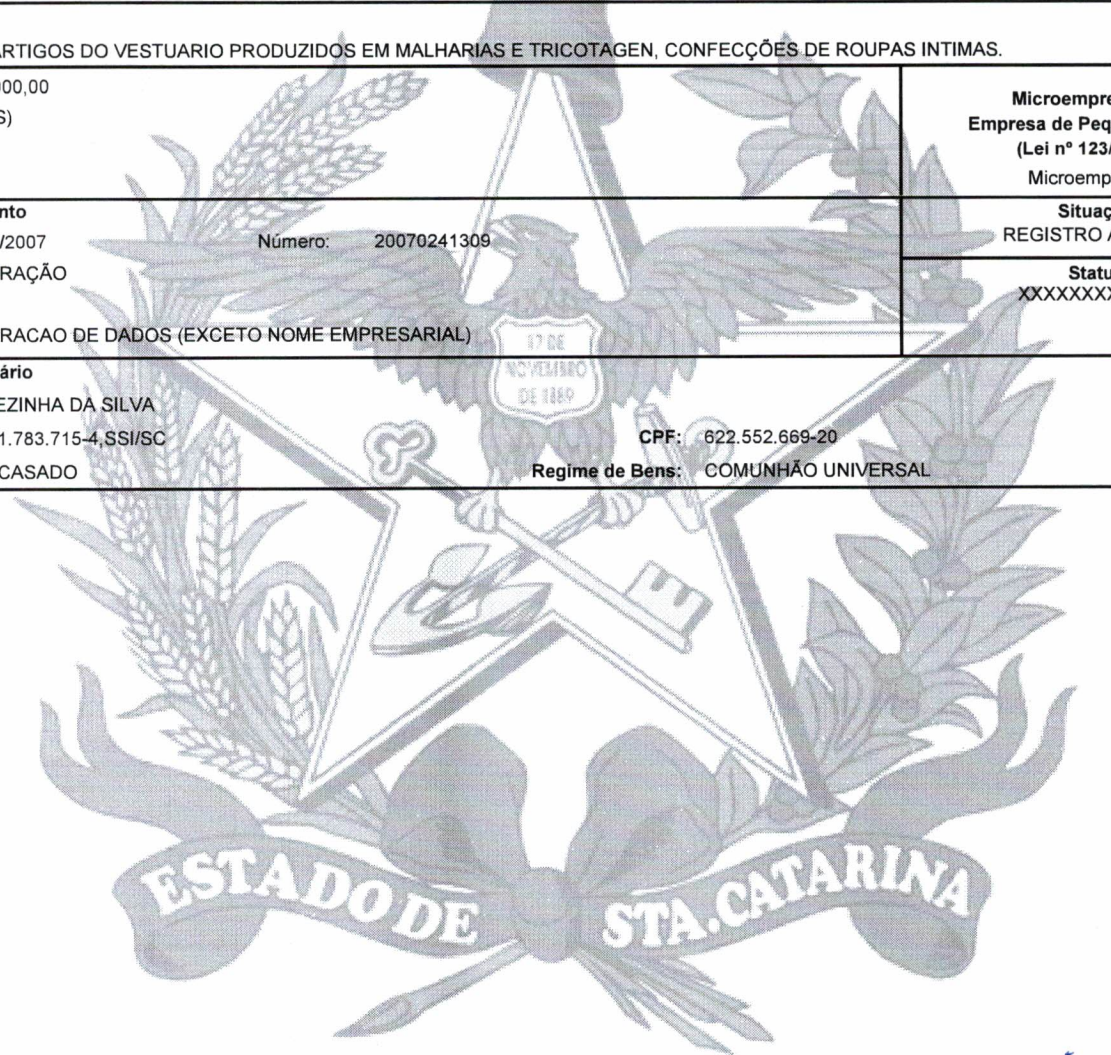 ARTIGOS DO VESTUARIO PRODUZIDOS EM MALHARIAS E TRICOTAGEN, CONFECÇÕES DE ROUPAS INTIMAS.
000,00
S)
Microempre
Empresa de Peq
(Lei nº 123/
Microemp
nto
/2007 Número: 20070241309
RAÇÃO
RACAO DE DADOS (EXCETO NOME EMPRESARIAL)
Situaç
REGISTRO A
Statu
XXXXXXXX
ário
EZINHA DA SILVA
1.783.715-4,SSI/SC CPF: 622.552.669-20
CASADO Regime de Bens: COMUNHÃO UNIVERSAL
17 DE
NOVEMBRO
DE 1889
ESTADO DE STA.CATARINA